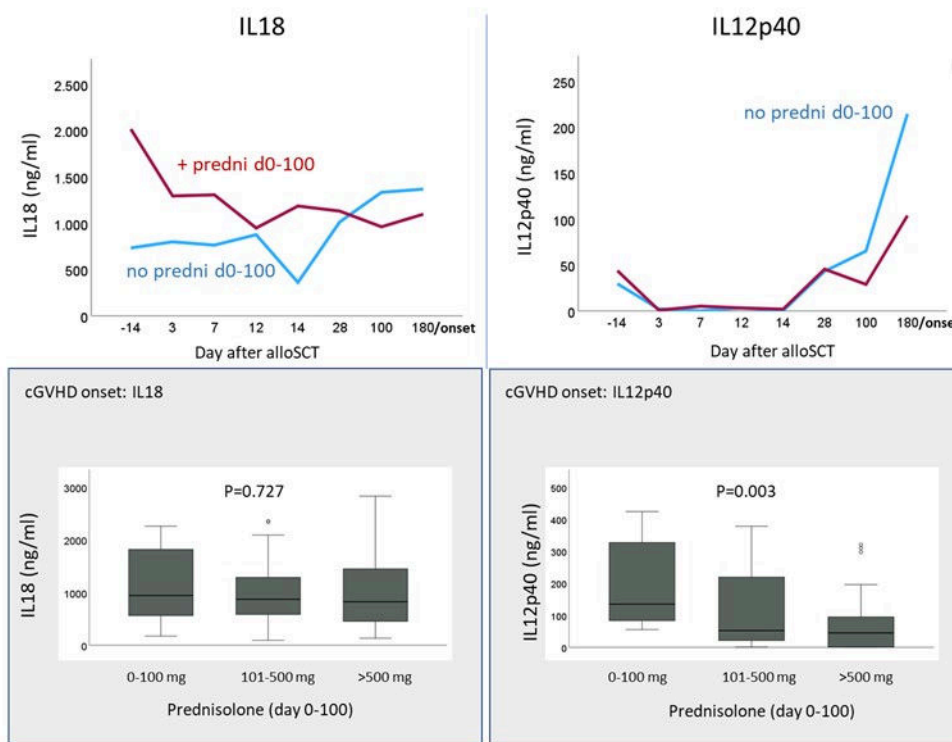 IL18
IL18 (ng/ml)
2.500
2.000
1.500
1.000
500
0
+ predni d0-100
no predni d0-100
-14 3 7 12 14 28 100 180/onset
Day after alloSCT
IL12p40
IL12p40 (ng/ml)
250
200
150
100
50
0
no predni d0-100
-14 3 7 12 14 28 100 180/onset
Day after alloSCT
cGVHD onset: IL18
IL18 (ng/ml)
3000
2000
1000
0
P=0.727
0-100 mg 101-500 mg >500 mg
Prednisolone (day 0-100)
cGVHD onset: IL12p40
IL12p40 (ng/ml)
500
400
300
200
100
0
P=0.003
0-100 mg 101-500 mg >500 mg
Prednisolone (day 0-100)